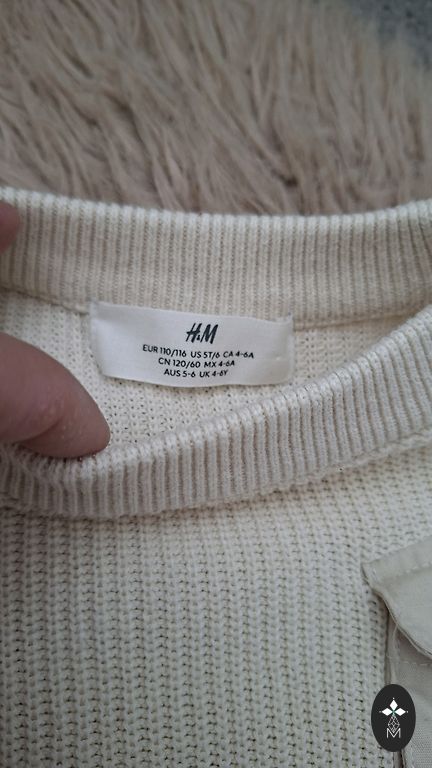 H&M
EUR 110/116 US 5T/6 CA 4-6A
CN 120/60 MX 4-6A
AUS 5-6 UK 4-6Y